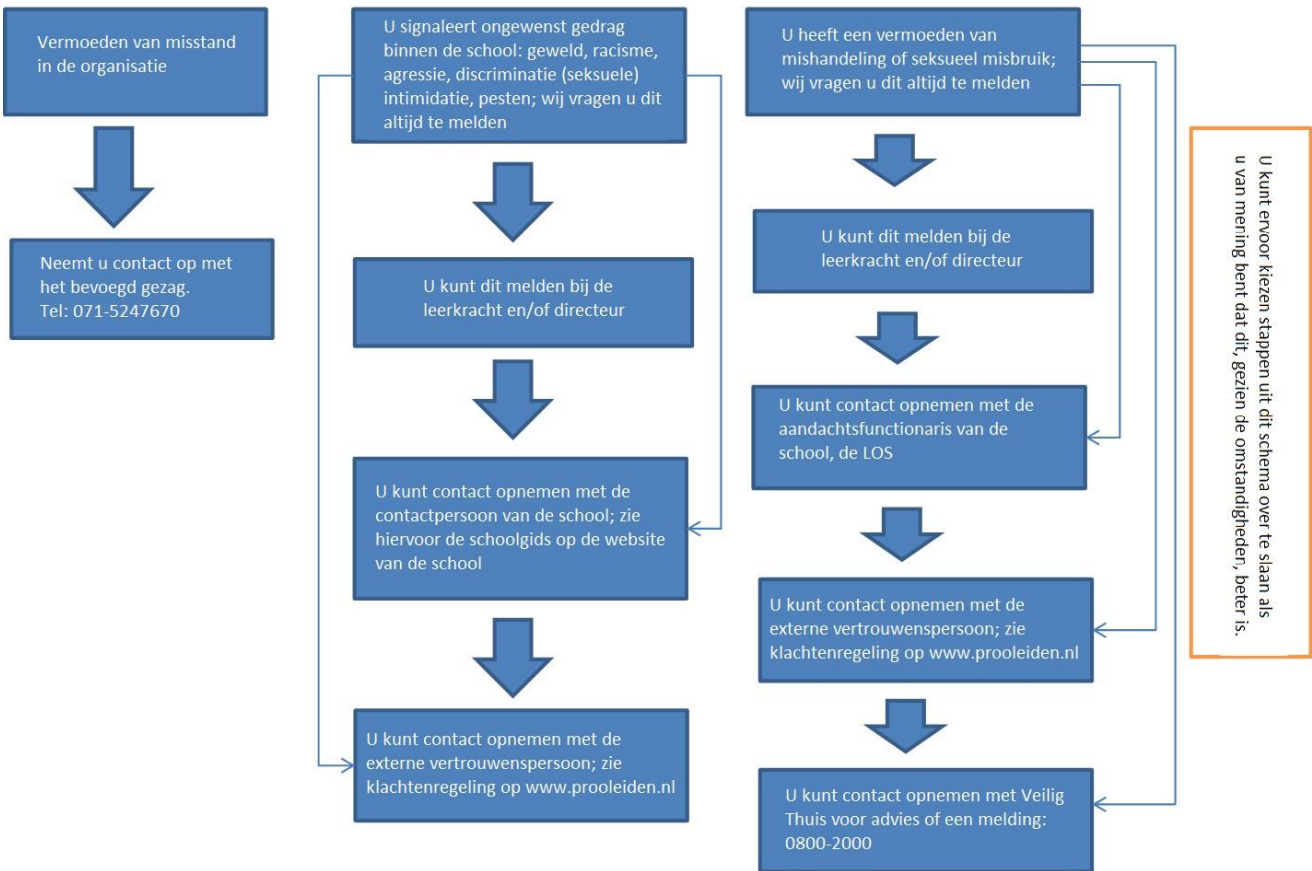 Vermoeden van misstand
in de organisatie
Neemt u contact op met
het bevoegd gezag.
Tel: 071-5247670
U signaleert ongewenst gedrag
binnen de school: geweld, racisme,
agressie, discriminatie (seksuele)
intimidatie, pesten; wij vragen u dit
altijd te melden
U kunt dit melden bij de
leerkracht en/of directeur
U kunt contact opnemen met de
contactpersoon van de school; zie
hiervoor de schoolgids op de website
van de school
U kunt contact opnemen met de
externe vertrouwenspersoon; zie
klachtenregeling op www.prooleiden.nl
U heeft een vermoeden van
mishandeling of seksueel misbruik;
wij vragen u dit altijd te melden
U kunt dit melden bij de
leerkracht en/of directeur
U kunt contact opnemen met de
aandachtsfunctionaris van de
school, de LOS
U kunt contact opnemen met de
externe vertrouwenspersoon; zie
klachtenregeling op www.prooleiden.nl
U kunt contact opnemen met Veilig
Thuis voor advies of een melding:
0800-2000
U kunt ervoor kiezen stappen uit dit schema over te slaan als
u van mening bent dat dit, gezien de omstandigheden, beter is.